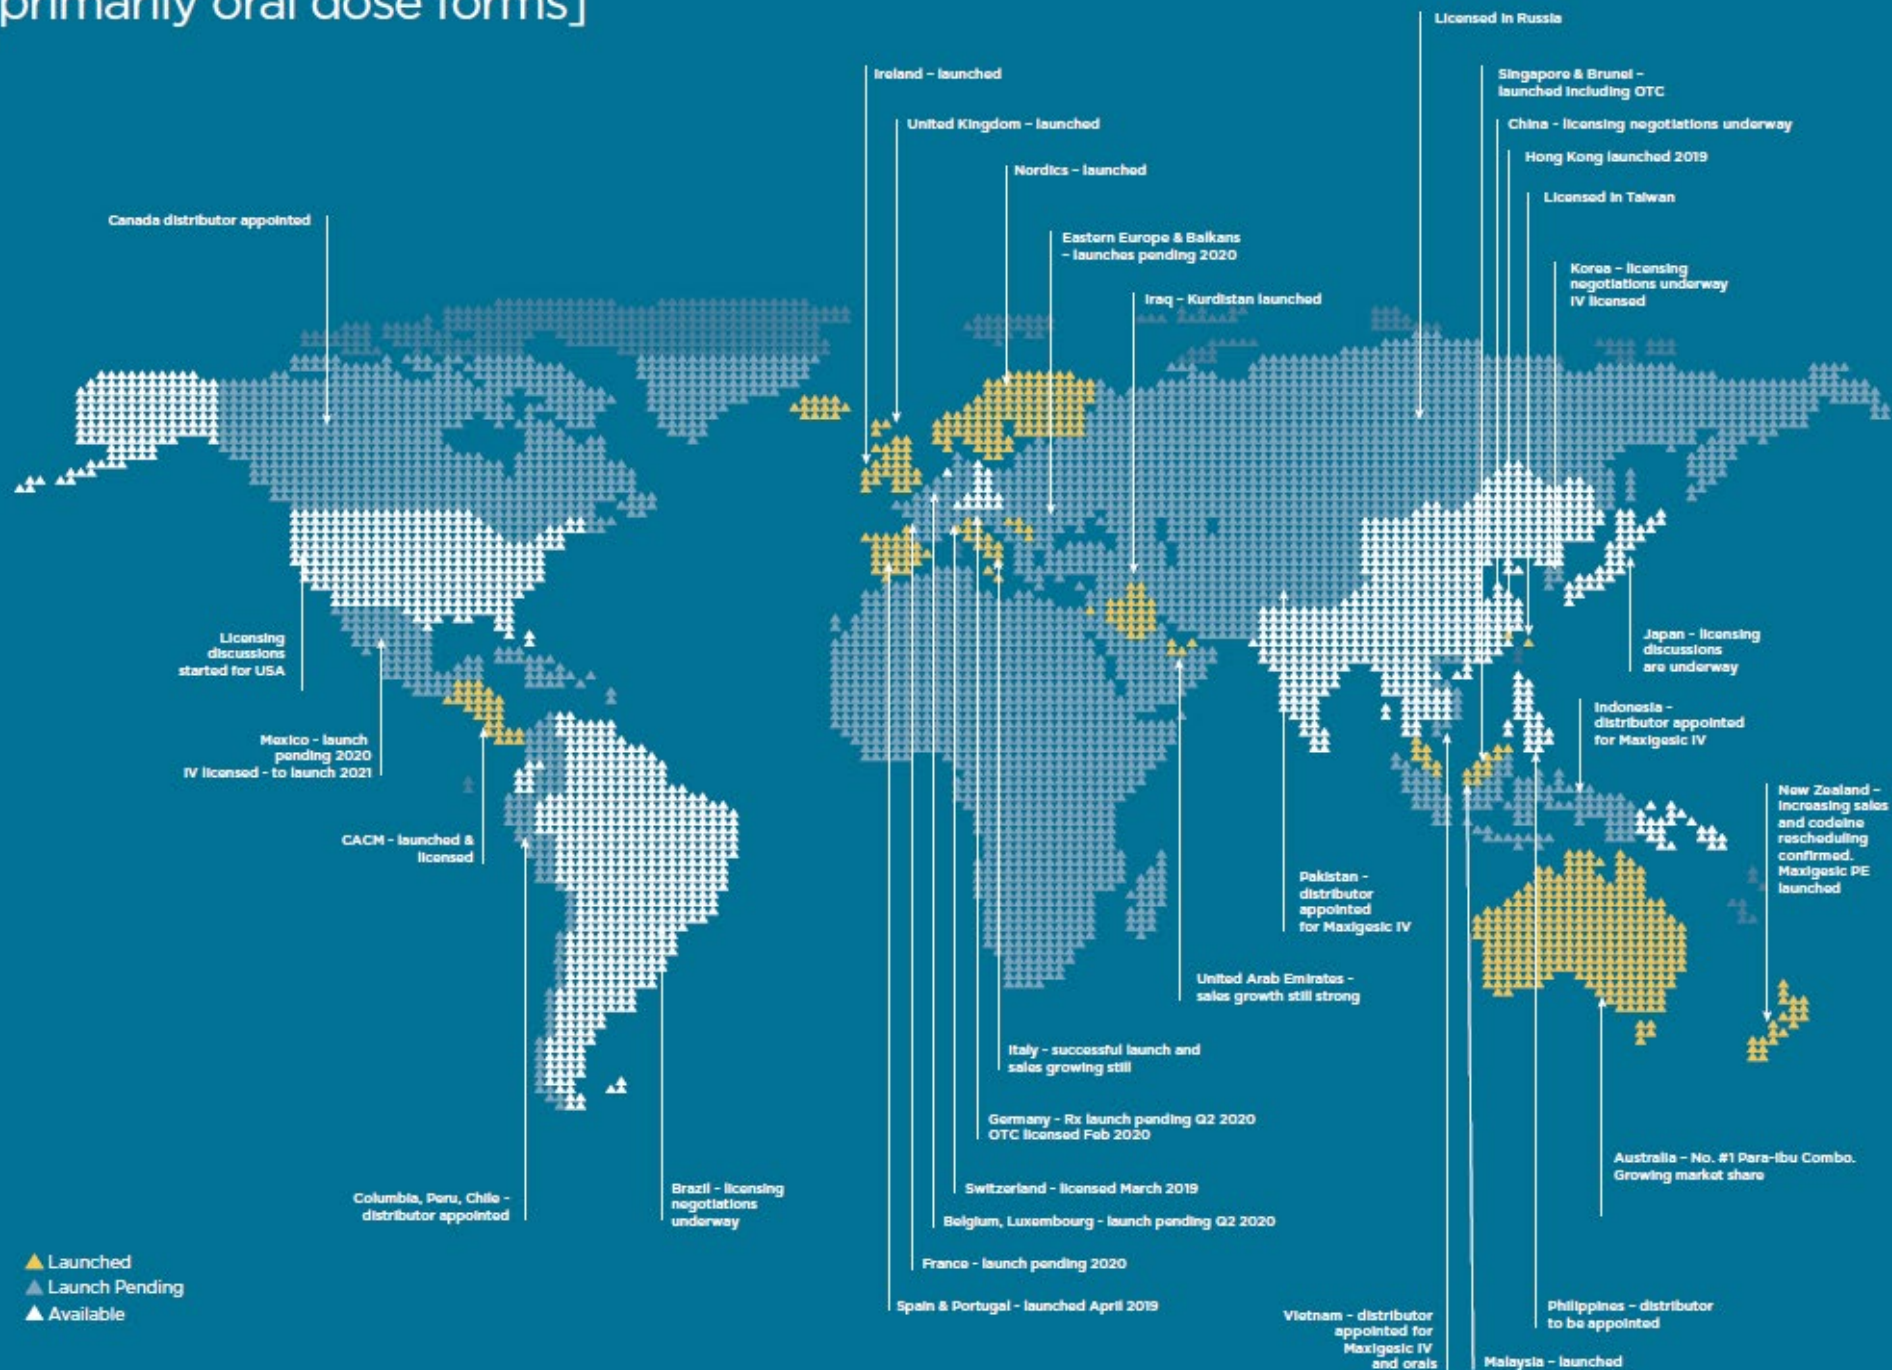 primarily oral dose forms]
Licensed in Russia
Ireland – launched
Singapore & Brunei –
launched including OTC
United Kingdom – launched
China - licensing negotiations underway
Hong Kong launched 2019
Nordics – launched
Licensed in Taiwan
Canada distributor appointed
Eastern Europe & Balkans
– launches pending 2020
Korea – licensing
negotiations underway
IV licensed
Iraq – Kurdistan launched
Licensing
discussions
started for USA
Japan - licensing
discussions
are underway
Mexico - launch
pending 2020
IV licensed - to launch 2021
Indonesia -
distributor appointed
for Maxigesic IV
New Zealand –
increasing sales
and codeine
rescheduling
confirmed.
Maxigesic PE
launched
CACM - launched &
licensed
Pakistan -
distributor
appointed
for Maxigesic IV
United Arab Emirates -
sales growth still strong
Italy - successful launch and
sales growing still
Germany - Rx launch pending Q2 2020
OTC licensed Feb 2020
Australia – No. #1 Para-Ibu Combo.
Growing market share
Switzerland - licensed March 2019
Columbia, Peru, Chile -
distributor appointed
Brazil - licensing
negotiations
underway
Belgium, Luxembourg - launch pending Q2 2020
France - launch pending 2020
Spain & Portugal - launched April 2019
Launched
Launch Pending
Available
Vietnam – distributor
appointed for
Maxigesic IV
and orals
Philippines – distributor
to be appointed
Malaysia – launched